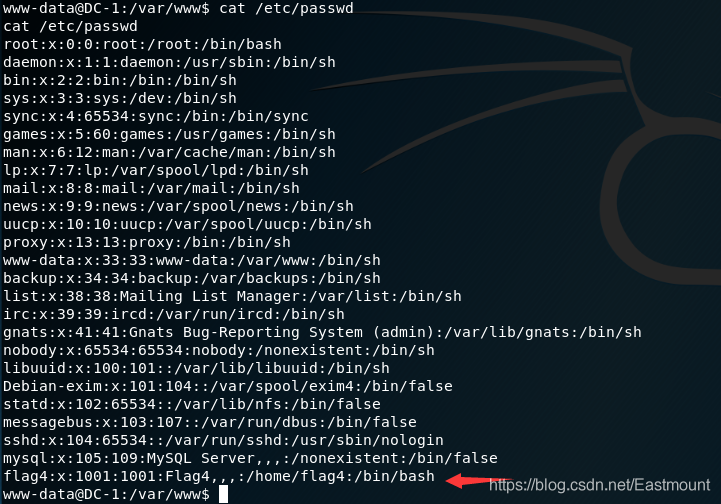 www-data@DC-1:/var/www$ cat /etc/passwd
cat /etc/passwd
root:x:0:0:root:/root:/bin/bash
daemon:x:1:1:daemon:/usr/sbin:/bin/sh
bin:x:2:2:bin:/bin:/bin/sh
sys:x:3:3:sys:/dev:/bin/sh
sync:x:4:65534:sync:/bin:/bin/sync
games:x:5:60:games:/usr/games:/bin/sh
man:x:6:12:man:/var/cache/man:/bin/sh
lp:x:7:7:lp:/var/spool/lpd:/bin/sh
mail:x:8:8:mail:/var/mail:/bin/sh
news:x:9:9:news:/var/spool/news:/bin/sh
uucp:x:10:10:uucp:/var/spool/uucp:/bin/sh
proxy:x:13:13:proxy:/bin:/bin/sh
www-data:x:33:33:www-data:/var/www:/bin/sh
backup:x:34:34:backup:/var/backups:/bin/sh
list:x:38:38:Mailing List Manager:/var/list:/bin/sh
irc:x:39:39:ircd:/var/run/ircd:/bin/sh
gnats:x:41:41:Gnats Bug-Reporting System (admin):/var/lib/gnats:/bin/sh
nobody:x:65534:65534:nobody:/nonexistent:/bin/sh
libuuid:x:100:101::/var/lib/libuuid:/bin/sh
Debian-exim:x:101:104::/var/spool/exim4:/bin/false
statd:x:102:65534::/var/lib/nfs:/bin/false
messagebus:x:103:107::/var/run/dbus:/bin/false
sshd:x:104:65534::/var/run/sshd:/usr/sbin/nologin
mysql:x:105:109:MySQL Server,,,:/nonexistent:/bin/false
flag4:x:1001:1001:Flag4,,,:/home/flag4:/bin/bash
www-data@DC-1:/var/www$
https://blog.csdn.net/Eastmount